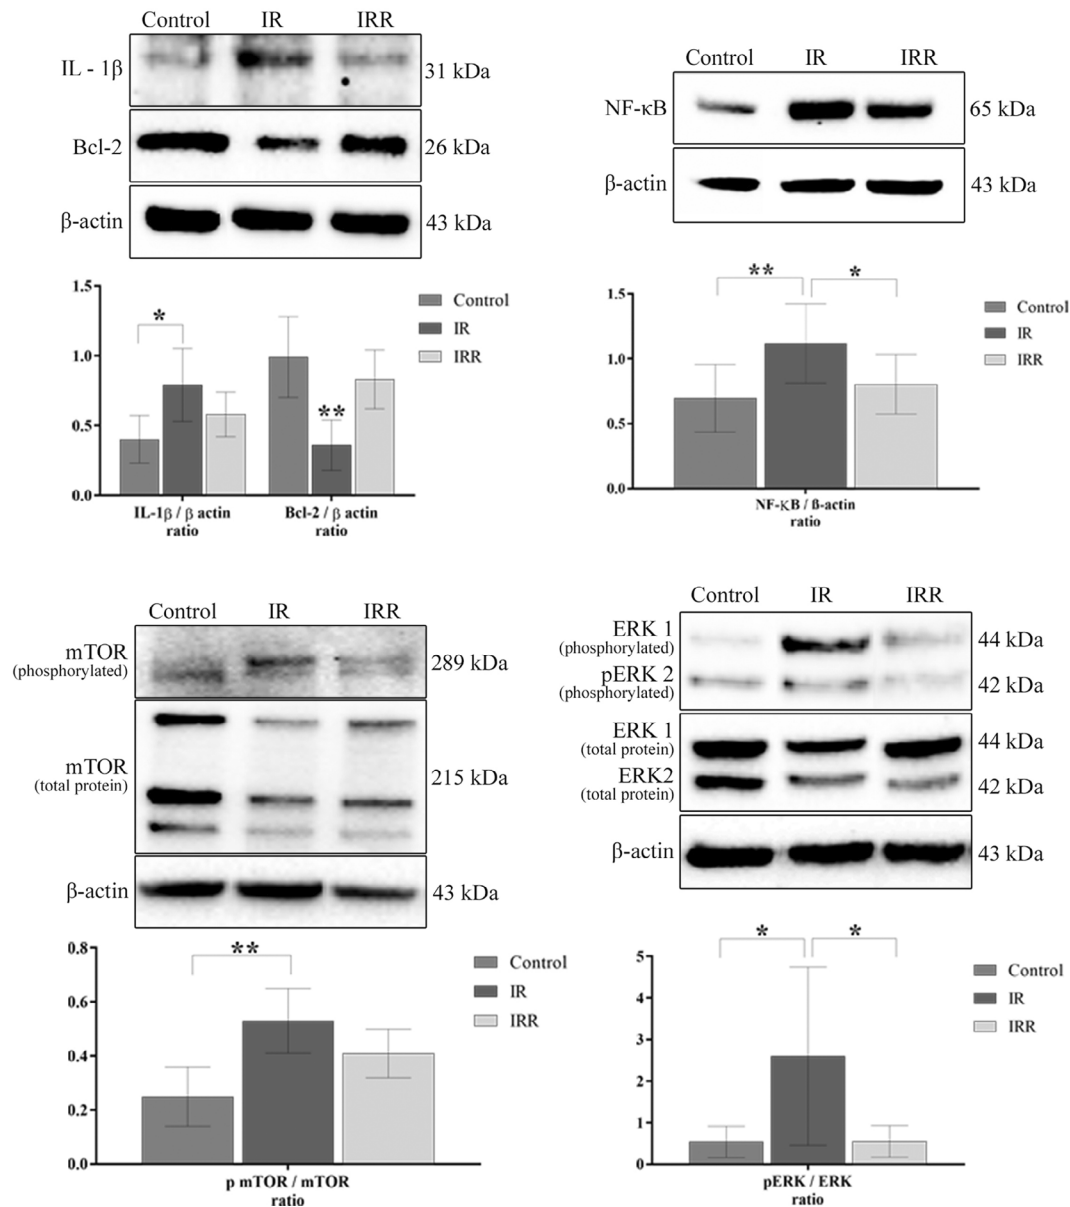 Control IR IRR
IL - 1β 31 kDa
Bcl-2 26 kDa
β-actin 43 kDa
1.5
1.0
0.5
0.0
*
**
Control
IR
IRR
IL-1β / β actin
ratio
Bcl-2 / β actin
ratio
Control IR IRR
NF-κB 65 kDa
β-actin 43 kDa
1.5
1.0
0.5
0.0
** *
Control
IR
IRR
NF-KB / ß-actin
ratio
Control IR IRR
mTOR
(phosphorylated)
289 kDa
mTOR
(total protein)
215 kDa
β-actin 43 kDa
0.8
0.6
0.4
0.2
0.0
**
Control
IR
IRR
p mTOR / mTOR
ratio
Control IR IRR
ERK 1 44 kDa
(phosphorylated)
pERK 2 42 kDa
(phosphorylated)
ERK 1 44 kDa
(total protein)
ERK2 42 kDa
(total protein)
β-actin 43 kDa
5
4
3
2
1
0
* *
Control
IR
IRR
pERK / ERK
ratio